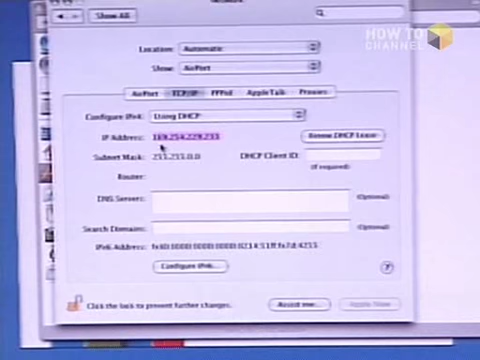 Network
Show All
HOW TO
CHANNEL
Location: Automatic
Show: AirPort
AirPort TCP/IP PPPoE AppleTalk Proxies
Configure IPv4: Using DHCP
IP Address: 169.254.229.233
Renew DHCP Lease
Subnet Mask: 255.255.0.0
DHCP Client ID:
(If required)
Router:
DNS Servers:
(Optional)
Search Domains:
(Optional)
IPv6 Address:
Configure IPv6...
?
Click the lock to prevent further changes.
Assist me...
Apply Now